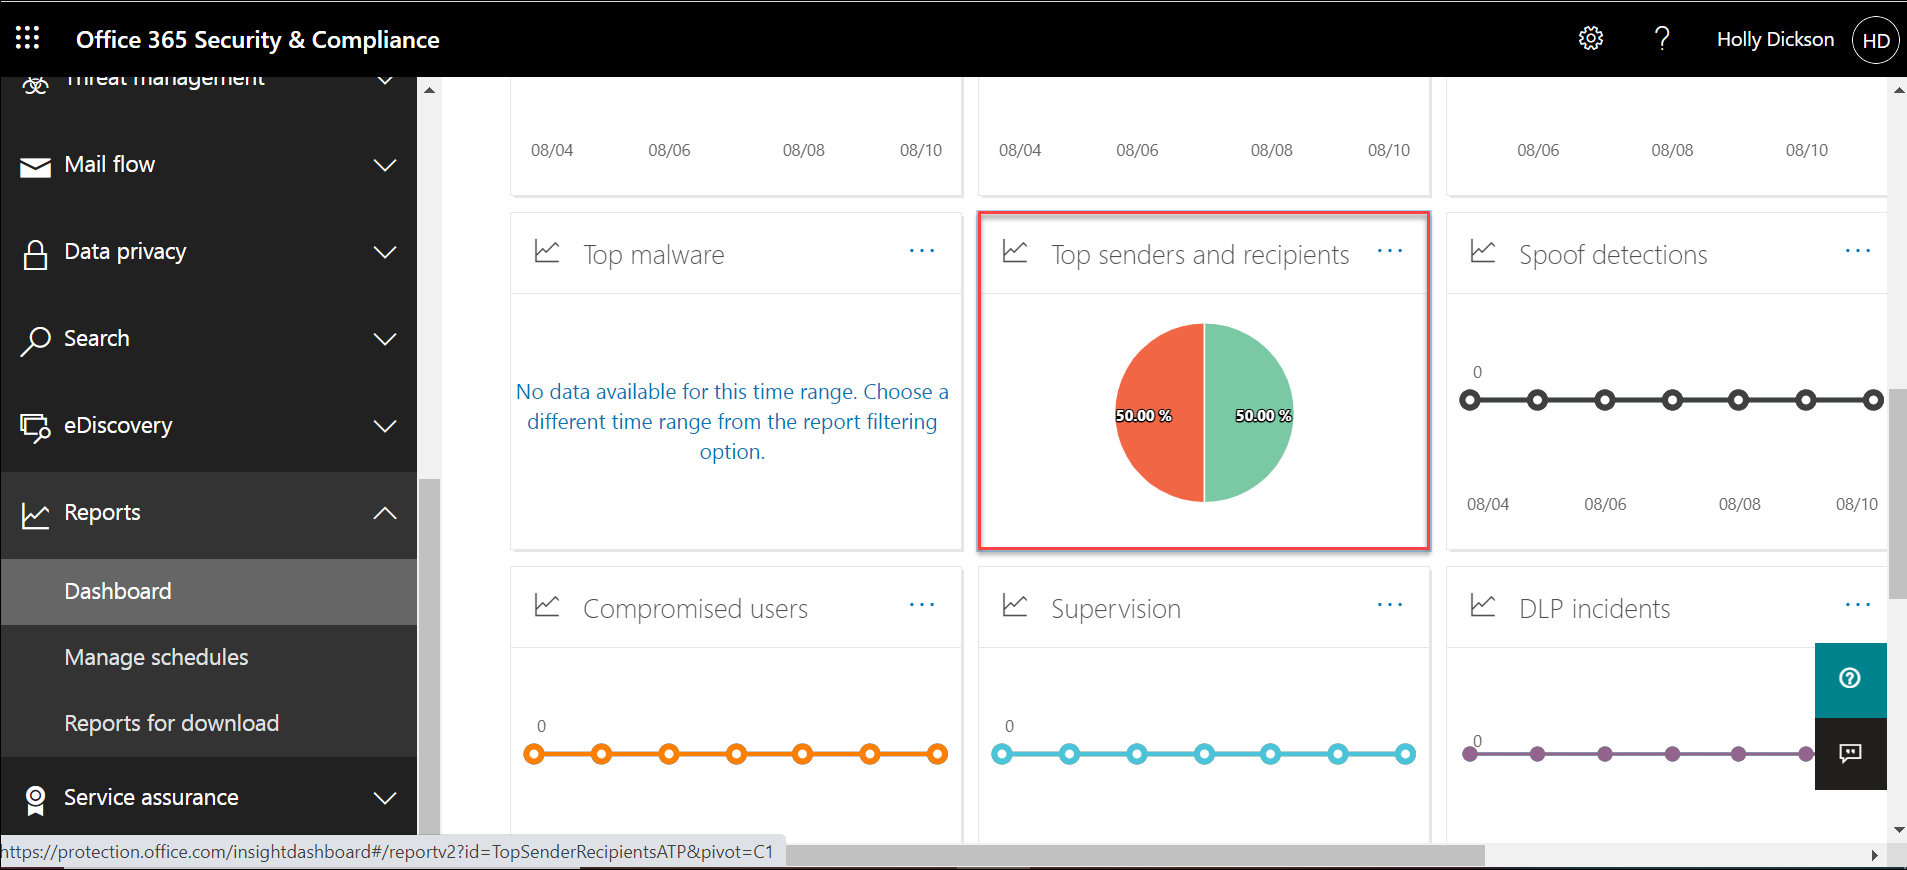 Office 365 Security & Compliance
Holly Dickson
HD
Threat management
Mail flow
Data privacy
Search
eDiscovery
Reports
Dashboard
Manage schedules
Reports for download
Service assurance
08/04 08/06 08/08 08/10
08/04 08/06 08/08 08/10
08/06 08/08 08/10
Top malware
No data available for this time range. Choose a
different time range from the report filtering
option.
Top senders and recipients
50.00 % 50.00 %
Spoof detections
0
08/04 08/06 08/08 08/10
Compromised users
0
Supervision
0
DLP incidents
0
https://protection.office.com/insightdashboard#/reportv2?id=TopSenderRecipientsATP&pivot=C1